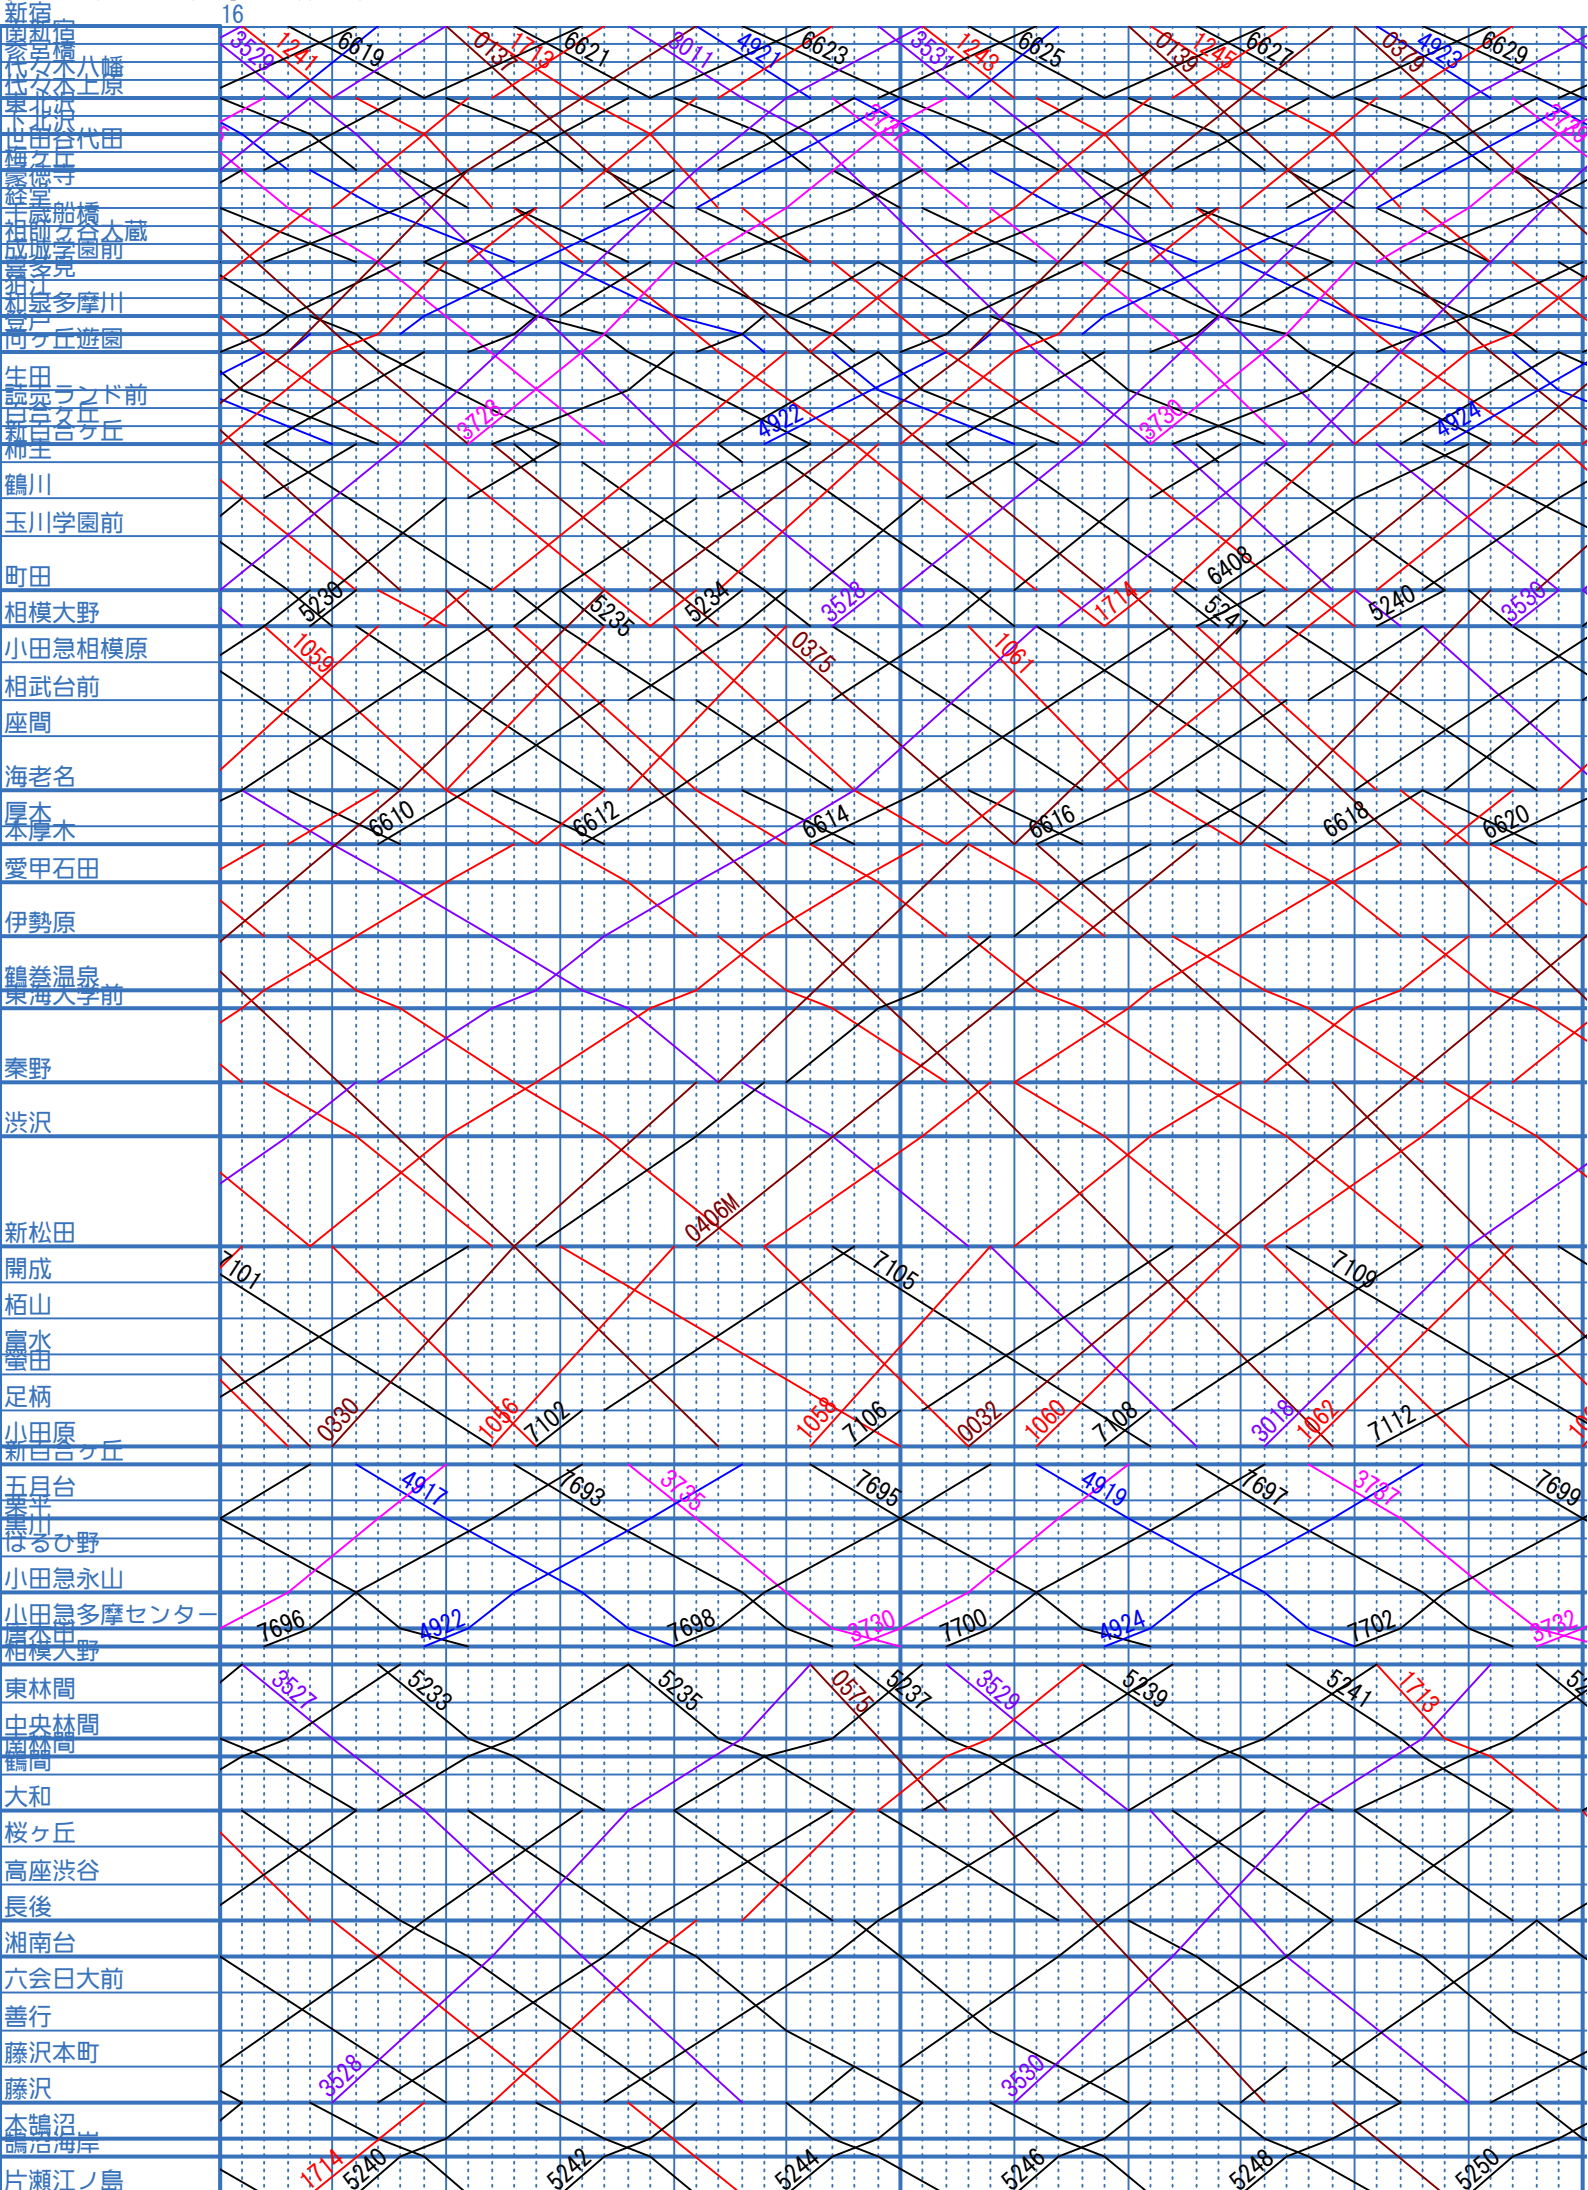 新宿
16
南新宿
参宮橋
代々木八幡
代々木上原
3529 1241 6619 0137 1713 6621 3011 4921 6623 3531 1243 6625 0139 1245 6627 0379 4923 6629
東北沢
下北沢
世田谷代田
3737 3739
梅ヶ丘
豪徳寺
経堂
千歳船橋
祖師ヶ谷大蔵
成城学園前
喜多見
狛江
和泉多摩川
登戸
向ヶ丘遊園
生田
読売ランド前
百合ヶ丘
新百合ヶ丘
3728 4922 3730 4924
柿生
鶴川
玉川学園前
町田
6408
相模大野
5230 5235 5234 3528 1714 5241 5240 3530
小田急相模原
1059 0375 1061
相武台前
座間
海老名
厚木
本厚木
6610 6612 6614 6616 6618 6620
愛甲石田
伊勢原
鶴巻温泉
東海大学前
秦野
渋沢
新松田
0406M
開成
7101 7105 7109
栢山
富水
螢田
足柄
小田原
0330 1056 7102 1058 7106 0032 1060 7108 3018 1062 7112
新百合ヶ丘
五月台
4917 7693 3735 7695 4919 7697 3737 7699
栗平
黒川
はるひ野
小田急永山
小田急多摩センター
唐木田
7696 4922 7698 3730 7700 4924 7702 3732
相模大野
東林間
3527 5233 5235 0575 5237 3529 5239 5241 1713
中央林間
南林間
鶴間
大和
桜ヶ丘
高座渋谷
長後
湘南台
六会日大前
善行
藤沢本町
藤沢
3528 3530
本鵠沼
鵠沼海岸
片瀬江ノ島
1714 5240 5242 5244 5246 5248 5250